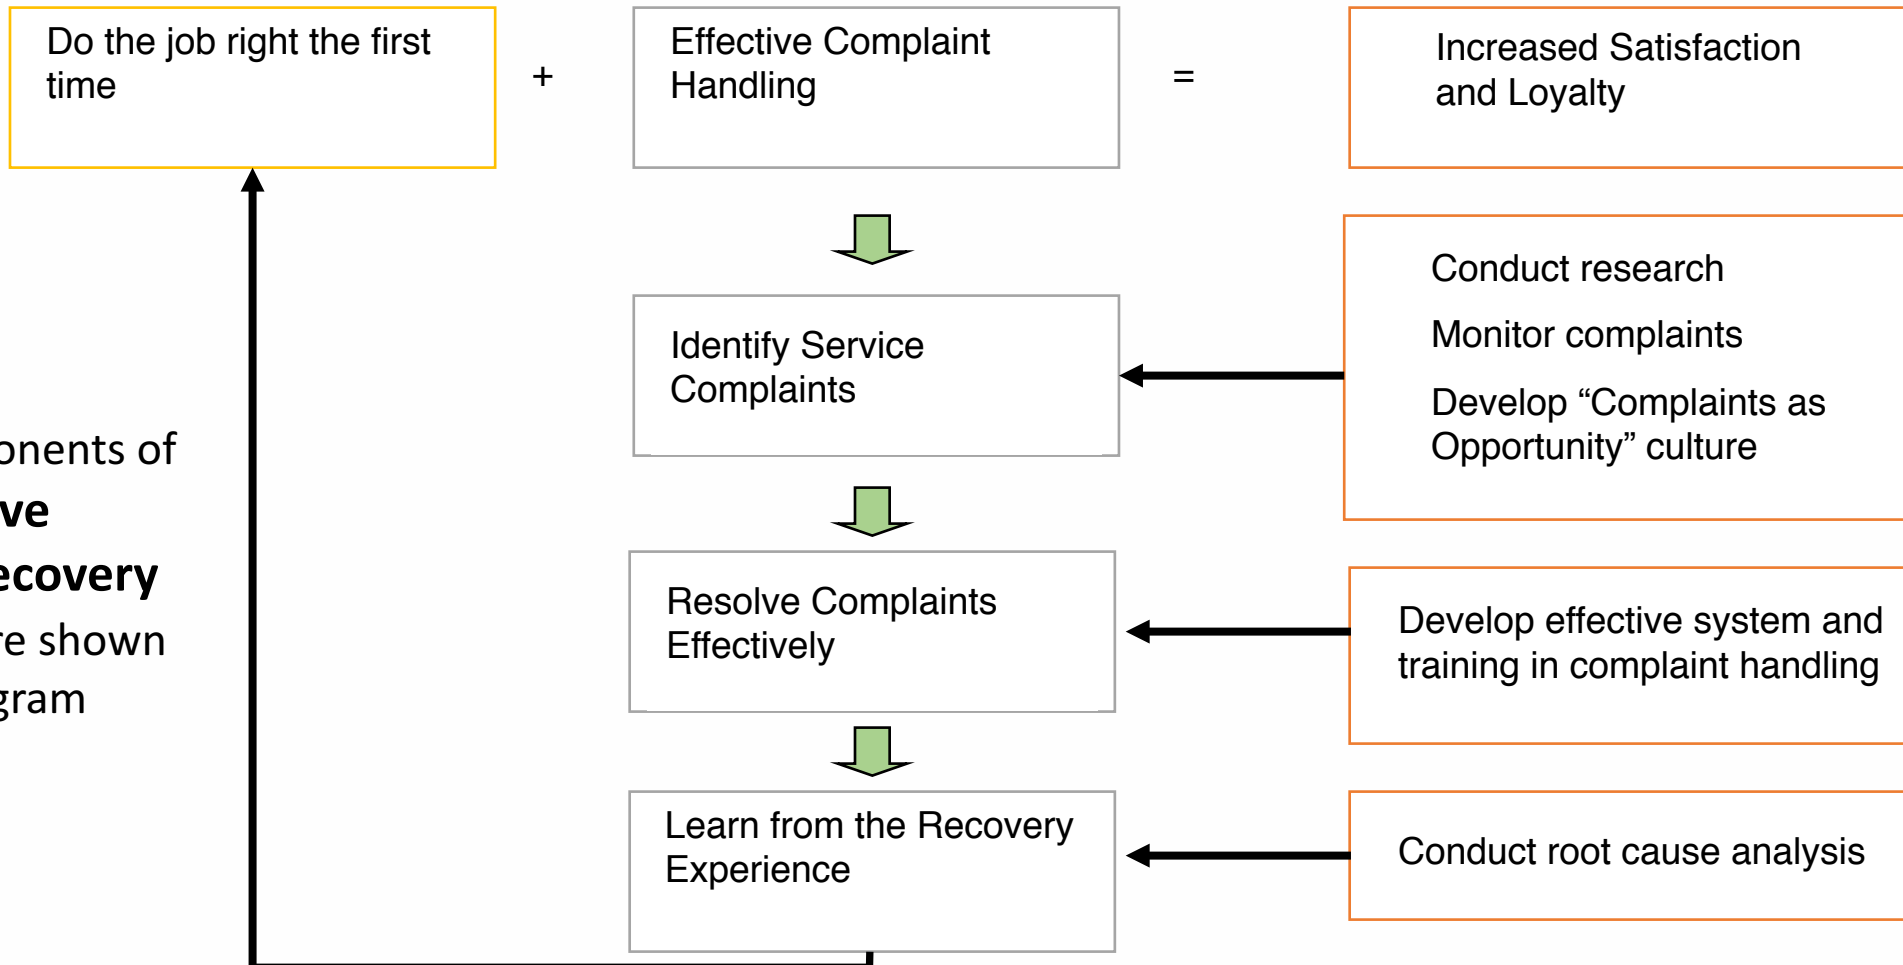 Do the job right the first
time
+
Effective Complaint
Handling
=
Increased Satisfaction
and Loyalty
Identify Service
Complaints
Conduct research
Monitor complaints
Develop “Complaints as
Opportunity” culture
onents of
ve
ecovery
re shown
gram
Resolve Complaints
Effectively
Develop effective system and
training in complaint handling
Learn from the Recovery
Experience
Conduct root cause analysis